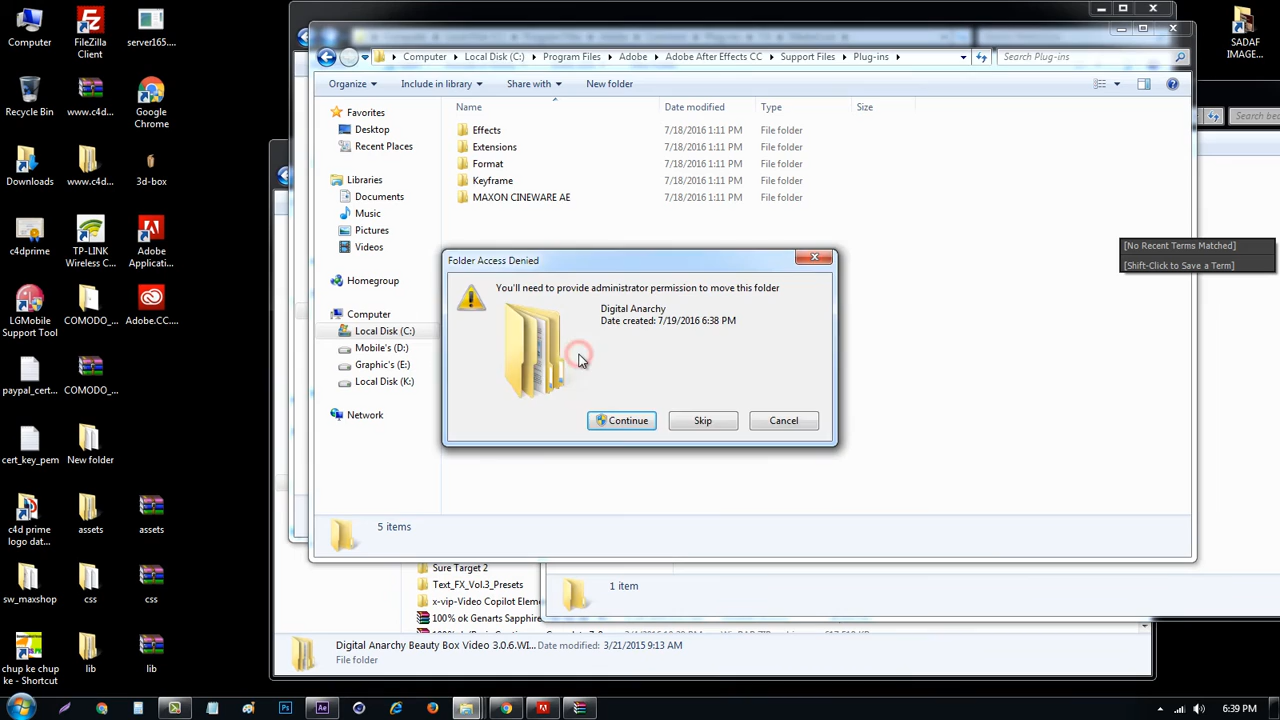 Computer
FileZilla
Client
server165....
Recycle Bin
www.c4d...
Google
Chrome
Downloads
www.c4d...
3d-box
c4dprime
TP-LINK
Wireless C...
Adobe
Applicati...
LGMobile
Support Tool
COMODO_...
Adobe.CC....
paypal_cert...
COMODO_...
cert_key_pem
New folder
c4d prime
logo dat...
assets
assets
sw_maxshop
css
css
chup ke chup
ke - Shortcut
lib
lib
SADAF
IMAGE...
Computer
Local Disk (C:)
Program Files
Adobe
Adobe After Effects CC
Support Files
Plug-ins
Search Plug-ins
Organize
Include in library
Share with
New folder
Name
Date modified
Type
Size
Favorites
Desktop
Recent Places
Libraries
Documents
Music
Pictures
Videos
Homegroup
Computer
Local Disk (C:)
Mobile's (D:)
Graphic's (E:)
Local Disk (K:)
Network
Effects 7/18/2016 1:11 PM File folder
Extensions 7/18/2016 1:11 PM File folder
Format 7/18/2016 1:11 PM File folder
Keyframe 7/18/2016 1:11 PM File folder
MAXON CINEWARE AE 7/18/2016 1:11 PM File folder
Search bea
[No Recent Terms Matched]
[Shift-Click to Save a Term]
Folder Access Denied
You'll need to provide administrator permission to move this folder
Digital Anarchy
Date created: 7/19/2016 6:38 PM
Continue
Skip
Cancel
5 items
Sure Target 2
Text_FX_Vol.3_Presets
x-vip-Video Copilot Elem
100% ok Genarts Sapphire
1 item
Digital Anarchy Beauty Box Video 3.0.6.WI... Date modified: 3/21/2015 9:13 AM
File folder
Ae
Ps
6:39 PM